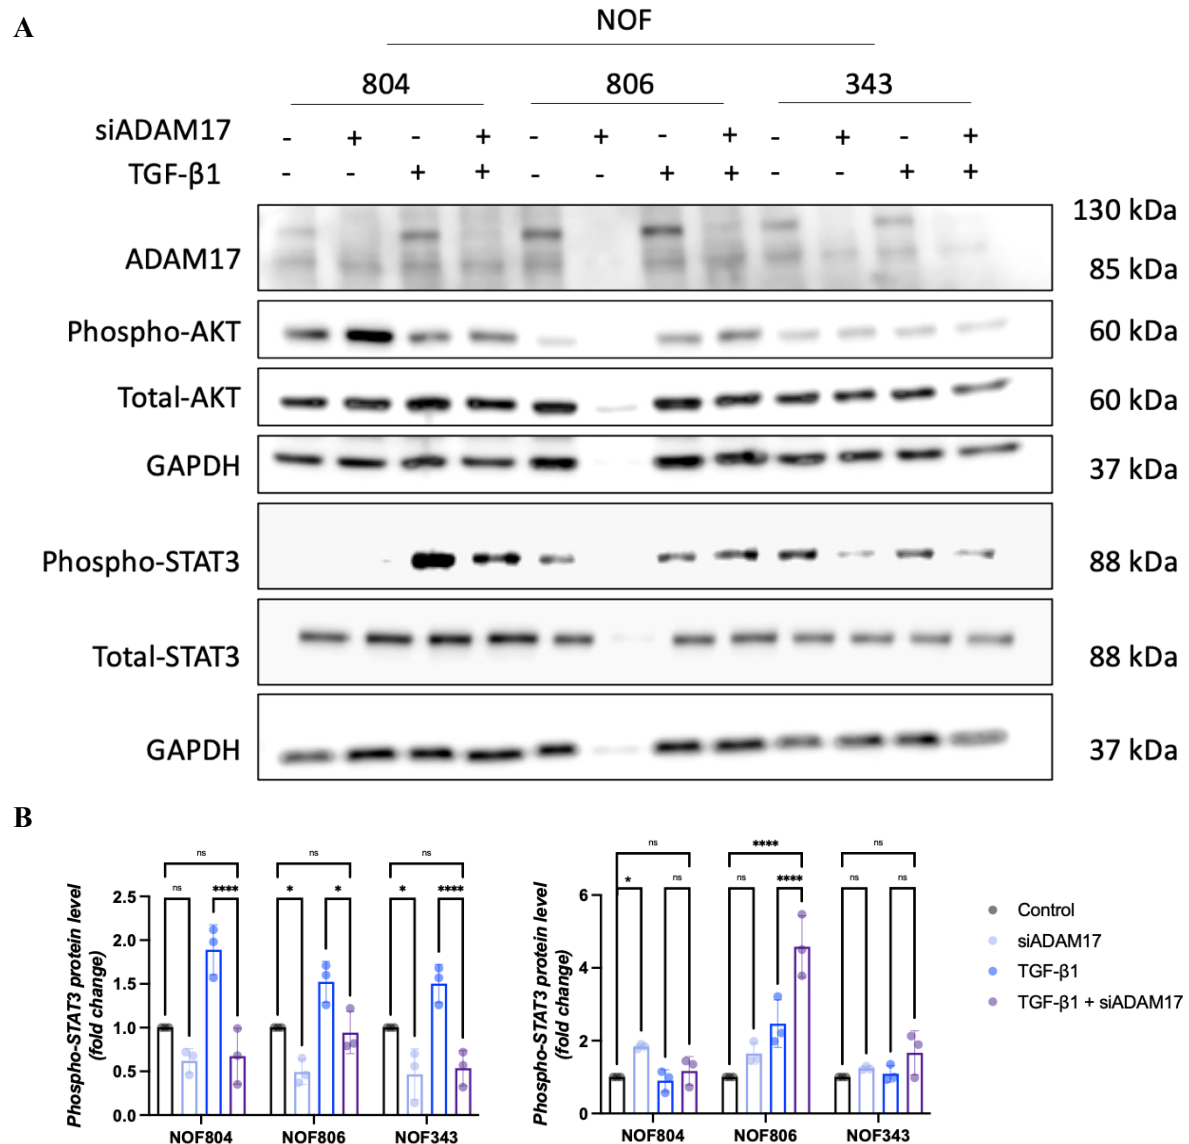 A
NOF
804 806 343
siADAM17 - + - + - + - + - + - +
TGF-β1 - - + + - - + + - - + +
ADAM17 130 kDa
85 kDa
Phospho-AKT 60 kDa
Total-AKT 60 kDa
GAPDH 37 kDa
Phospho-STAT3 88 kDa
Total-STAT3 88 kDa
GAPDH 37 kDa
B
Phospho-STAT3 protein level
(fold change)
2.5
2.0
1.5
1.0
0.5
0.0
ns ns ns
ns **** * * * ****
NOF804 NOF806 NOF343
Phospho-STAT3 protein level
(fold change)
6
4
2
0
ns **** ns
* ns ns **** ns ns
NOF804 NOF806 NOF343
Control
siADAM17
TGF-β1
TGF-β1 + siADAM17